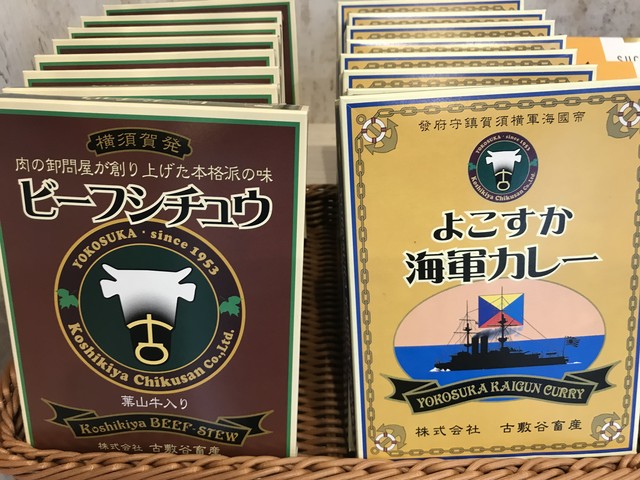 横須賀発
肉の卸問屋が創り上げた本格派の味
ビーフシチュウ
YOKOSUKA・since 1953
Koshikiya Chikusan Co.,Ltd.
古
葉山牛入り
Koshikiya BEEF-STEW
株式会社 古敷谷畜産
發府守鎮賀須横軍海國帝
YOKOSUKA・since 1953
Koshikiya Chikusan Co.,Ltd.
よこすか
海軍カレー
YOKOSUKA KAIGUN CURRY
株式会社 古敷谷畜産